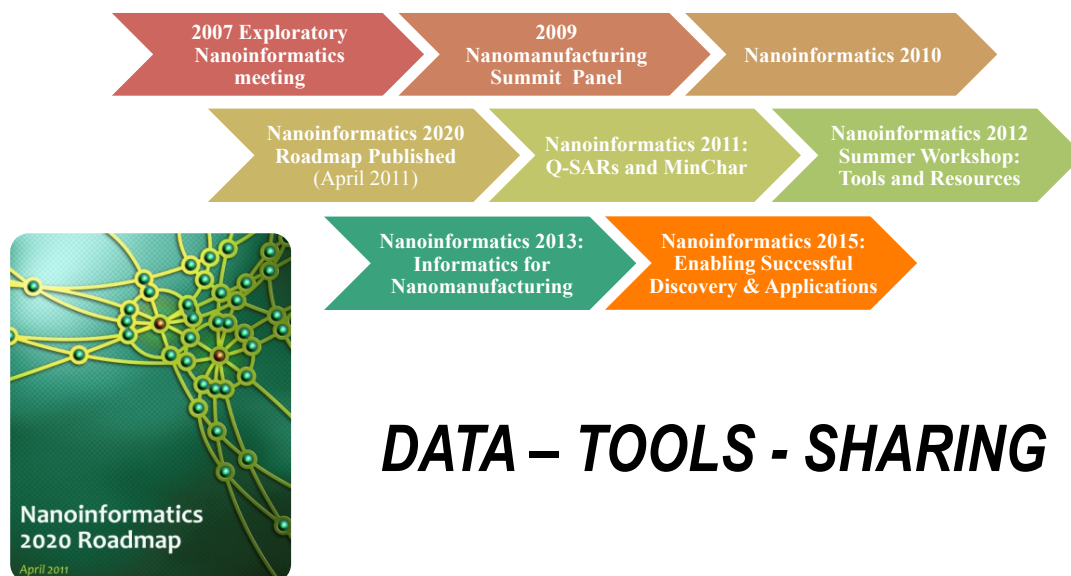 2007 Exploratory
Nanoinformatics
meeting
2009
Nanomanufacturing
Summit Panel
Nanoinformatics 2010
Nanoinformatics 2020
Roadmap Published
(April 2011)
Nanoinformatics 2011:
Q-SARs and MinChar
Nanoinformatics 2012
Summer Workshop:
Tools and Resources
Nanoinformatics 2013:
Informatics for
Nanomanufacturing
Nanoinformatics 2015:
Enabling Successful
Discovery & Applications
Nanoinformatics
2020 Roadmap
April 2011
DATA – TOOLS - SHARING